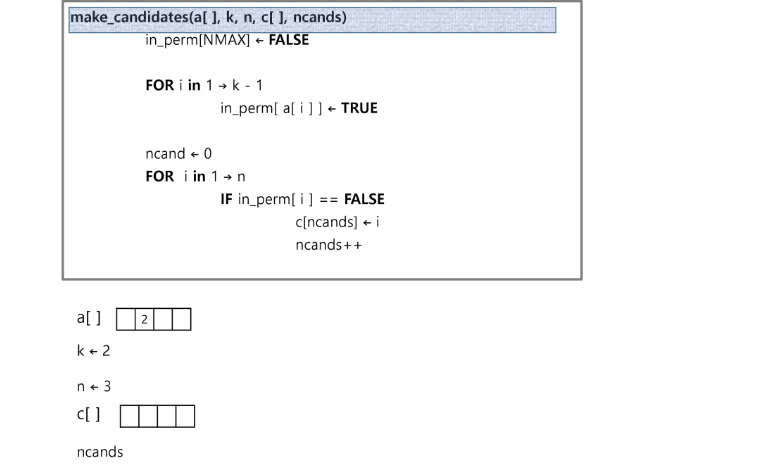 make_candidates(a[ ], k, n, c[ ], ncands)
in_perm[NMAX] ← FALSE
FOR i in 1 → k - 1
in_perm[ a[ i ] ] ← TRUE
ncand ← 0
FOR i in 1 → n
IF in_perm[ i ] == FALSE
c[ncands] ← i
ncands++
a[ ] 2
k ← 2
n ← 3
c[ ]
ncands